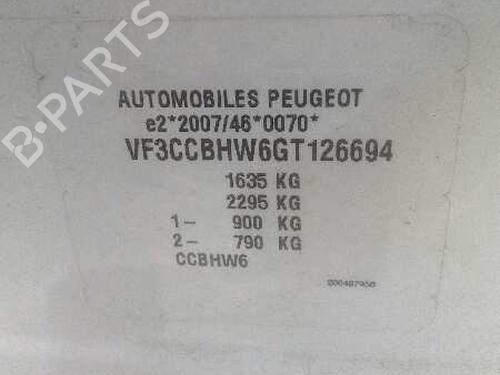 B-PARTS
AUTOMOBILES PEUGEOT
e2*2007/46*0070*
VF3CCBHW6GT126694
1635 KG
2295 KG
1- 900 KG
2- 790 KG
CCBHW6